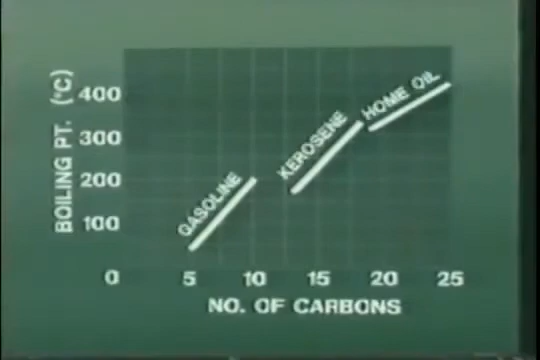 BOILING PT. (°C)
400
300
200
100
0 5 10 15 20 25
NO. OF CARBONS
GASOLINE
KEROSENE
HOME OIL